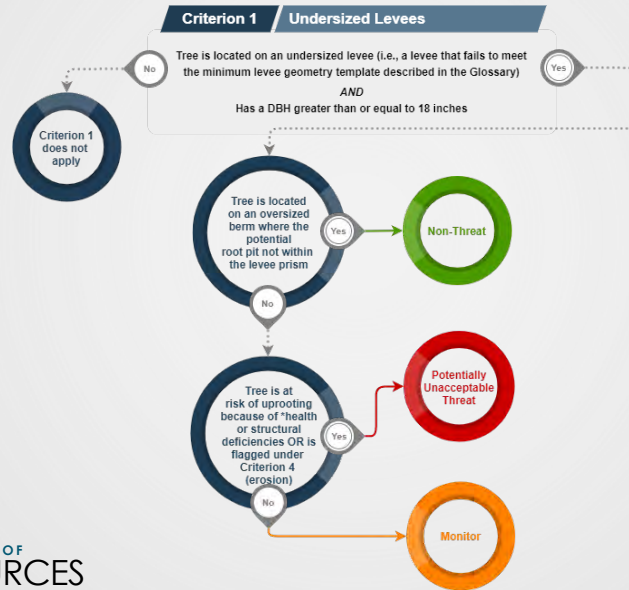 Criterion 1 Undersized Levees
Tree is located on an undersized levee (i.e., a levee that fails to meet
the minimum levee geometry template described in the Glossary)
AND
Has a DBH greater than or equal to 18 inches
No
Yes
Criterion 1
does not
apply
Tree is located
on an oversized
berm where the
potential
root pit not within
the levee prism
Yes
Non-Threat
No
Tree is at
risk of uprooting
because of *health
or structural
deficiencies OR is
flagged under
Criterion 4
(erosion)
Yes
Potentially
Unacceptable
Threat
No
Monitor
OF
URCES